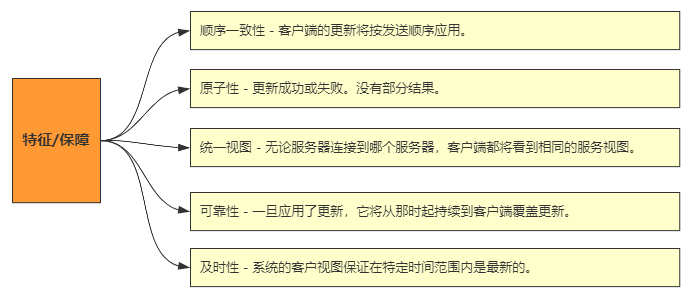 顺序一致性 - 客户端的更新将按发送顺序应用。
原子性 - 更新成功或失败。没有部分结果。
特征/保障
统一视图 - 无论服务器连接到哪个服务器，客户端都将看到相同的服务视图。
可靠性 - 一旦应用了更新，它将从那时起持续到客户端覆盖更新。
及时性 - 系统的客户视图保证在特定时间范围内是最新的。